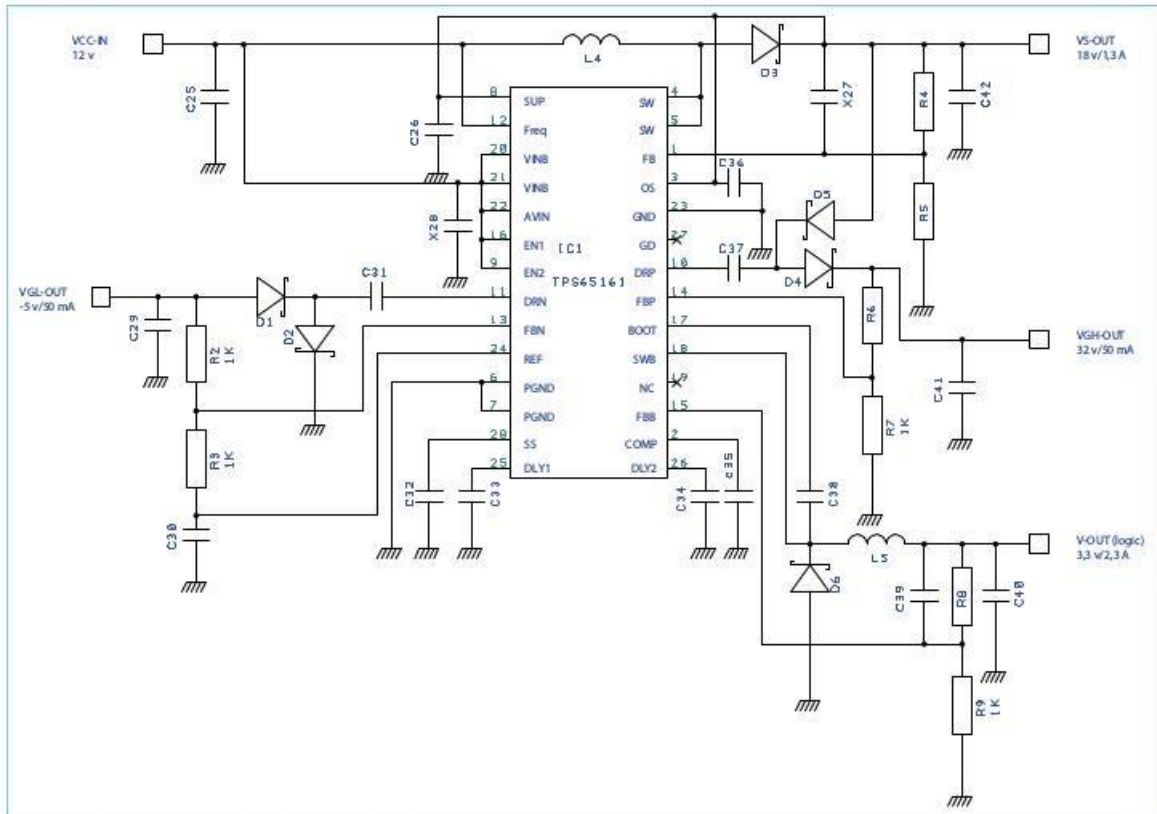 VCC-IN
12 v
C25
L4
D3
VS-OUT
18 v/1,3 A
C26
X27
R4
C42
8 SUP
12 Freq
20 VINB
21 VINB
22 AVIN
16 EN1
9 EN2
11 DRN
13 FBN
24 REF
6 PGND
7 PGND
28 SS
25 DLY1
IC1
TPS65161
SW 4
SW 5
FB 1
OS 3
GND 23
GD 27
DRP 10
FBP 14
BOOT 17
SWB 18
NC 19
FBB 15
COMP 2
DLY2 26
X28
C36
D5
R5
C37
D4
R6
C31
VGL-OUT
-5 v/50 mA
C29
D1
D2
R2
1K
R3
1K
C30
VGH-OUT
32 v/50 mA
C41
R7
1K
C32
C33
C34
C35
C38
L5
V-OUT (logic)
3,3 v/2,3 A
D6
C39
R8
C40
R9
1K